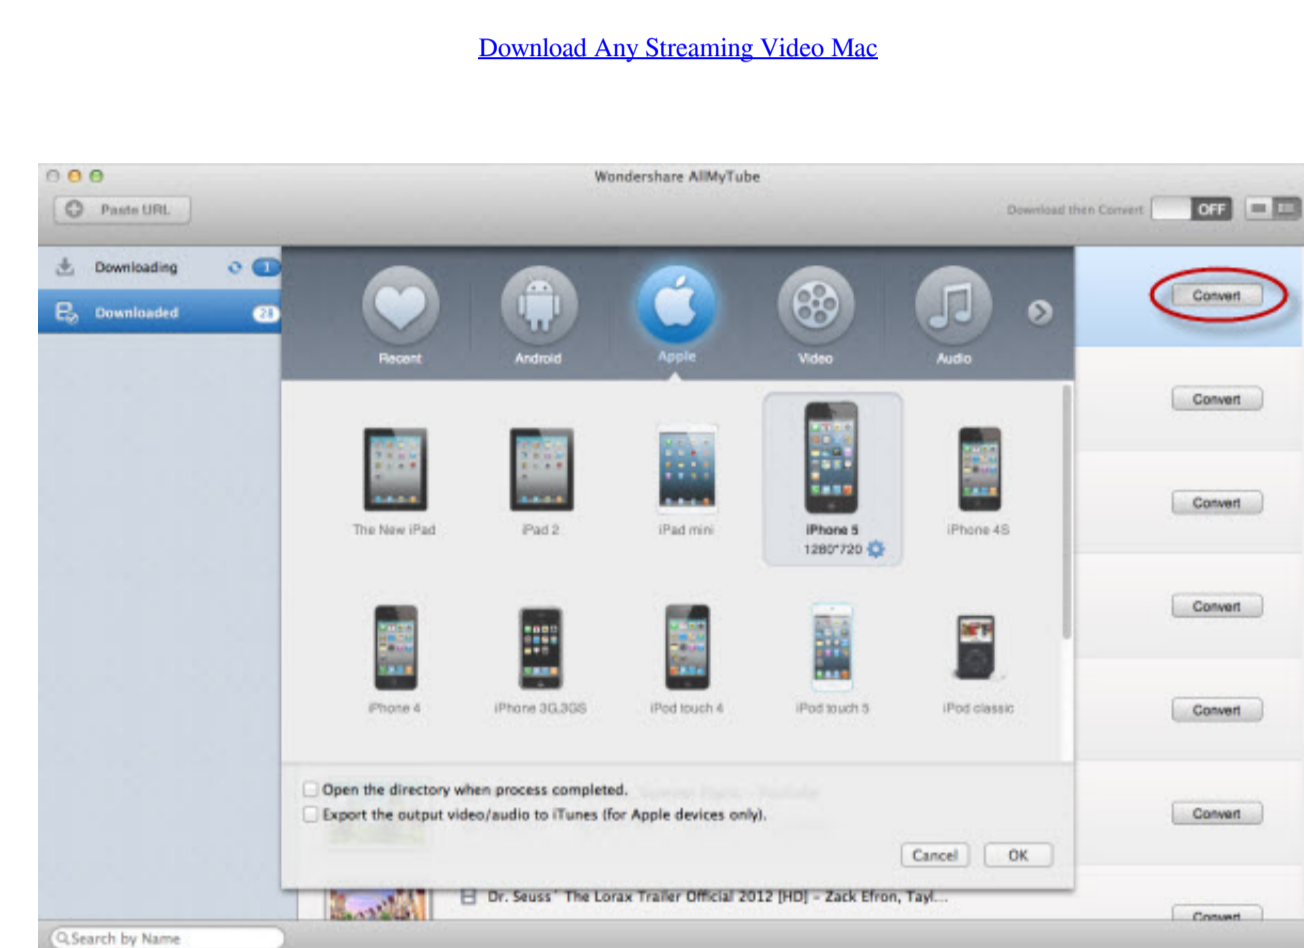 Download Any Streaming Video Mac
Wondershare AllMyTube
Paste URL
Download then Convert
OFF
Downloading
1
Downloaded
28
Recent
Android
Apple
Video
Audio
Convert
Convert
Convert
Convert
Convert
Convert
Convert
The New iPad
iPad 2
iPad mini
iPhone 5
1280*720
iPhone 4S
iPhone 4
iPhone 3G,3GS
iPod touch 4
iPod touch 5
iPod classic
Open the directory when process completed.
Export the output video/audio to iTunes (for Apple devices only).
Cancel
OK
Dr. Seuss' The Lorax Trailer Official 2012 [HD] - Zack Efron, Tayl...
Search by Name